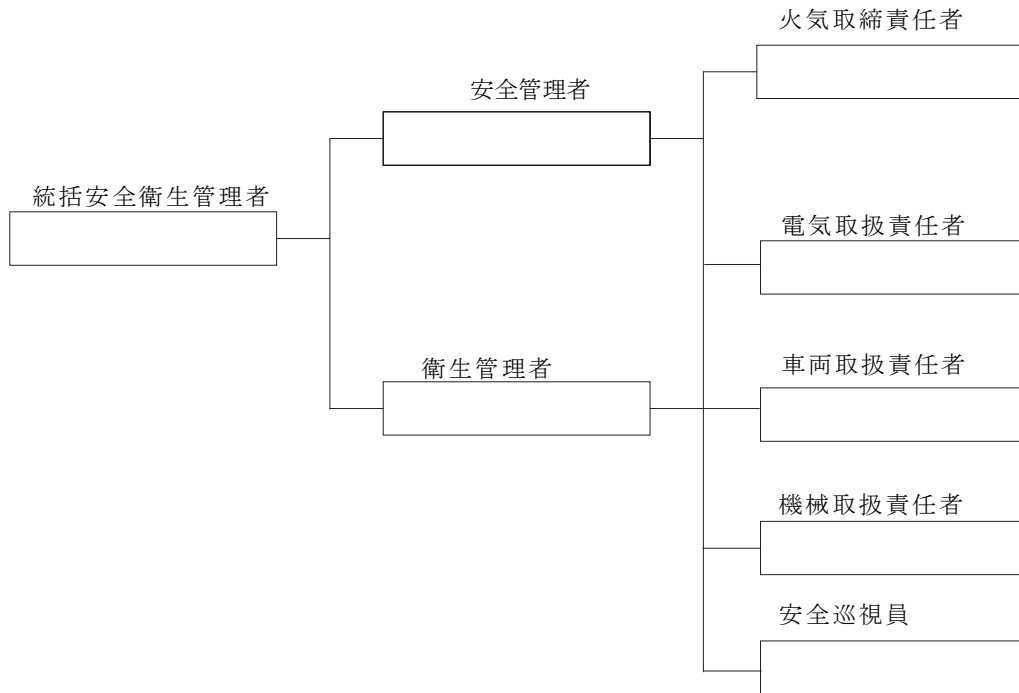 火気取締責任者
安全管理者
統括安全衛生管理者
電気取扱責任者
衛生管理者
車両取扱責任者
機械取扱責任者
安全巡視員